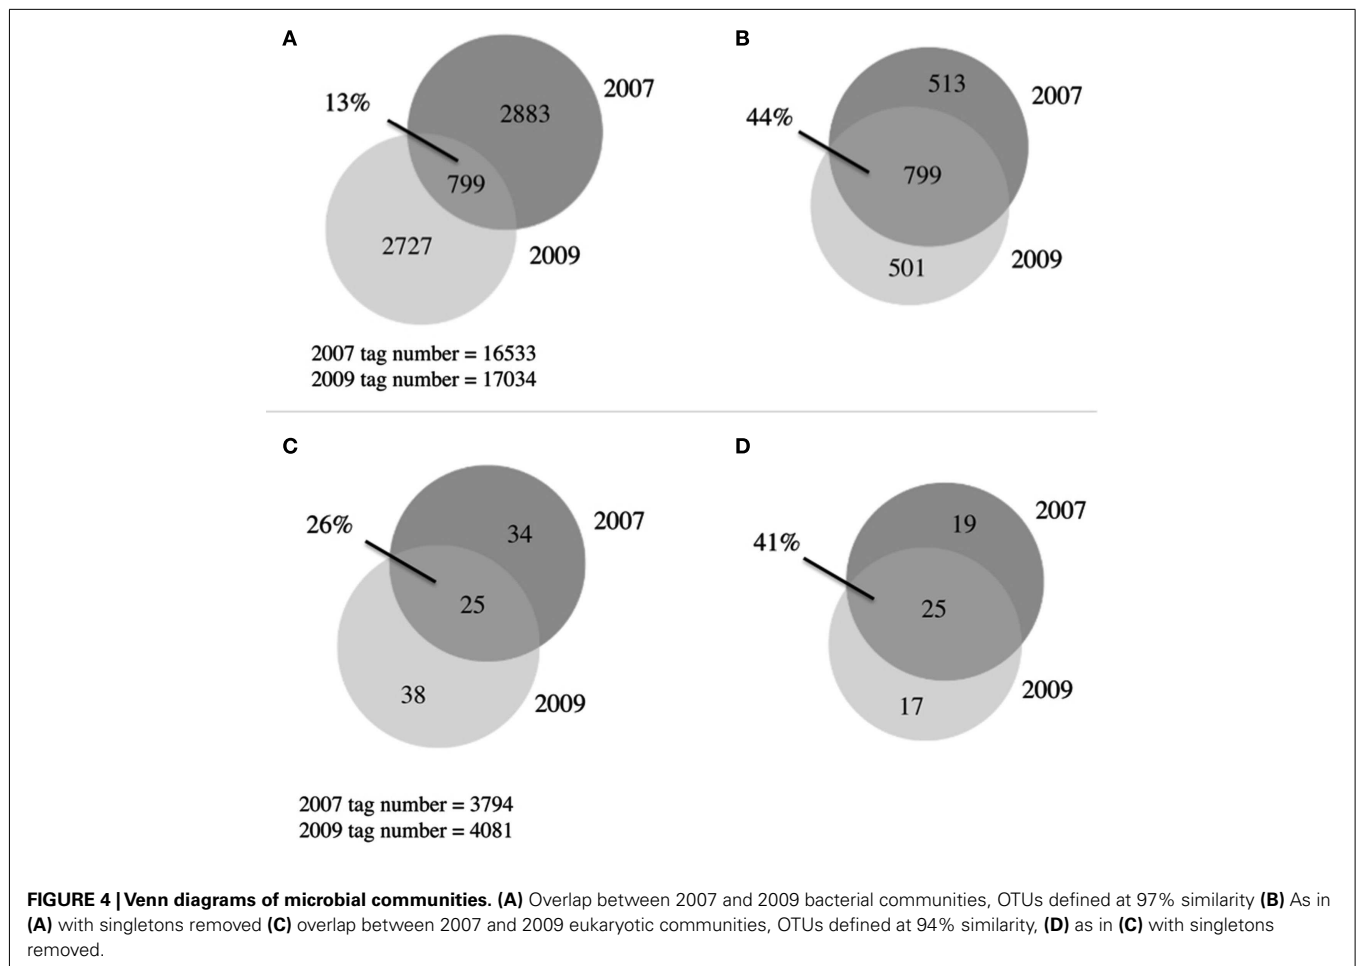 A
13%
2883
2007
799
2727
2009
2007 tag number = 16533
2009 tag number = 17034
B
513
2007
44%
799
501
2009
C
26%
34
2007
25
38
2009
2007 tag number = 3794
2009 tag number = 4081
D
19
2007
41%
25
17
2009
FIGURE 4 | Venn diagrams of microbial communities. (A) Overlap between 2007 and 2009 bacterial communities, OTUs defined at 97% similarity (B) As in
(A) with singletons removed (C) overlap between 2007 and 2009 eukaryotic communities, OTUs defined at 94% similarity, (D) as in (C) with singletons
removed.